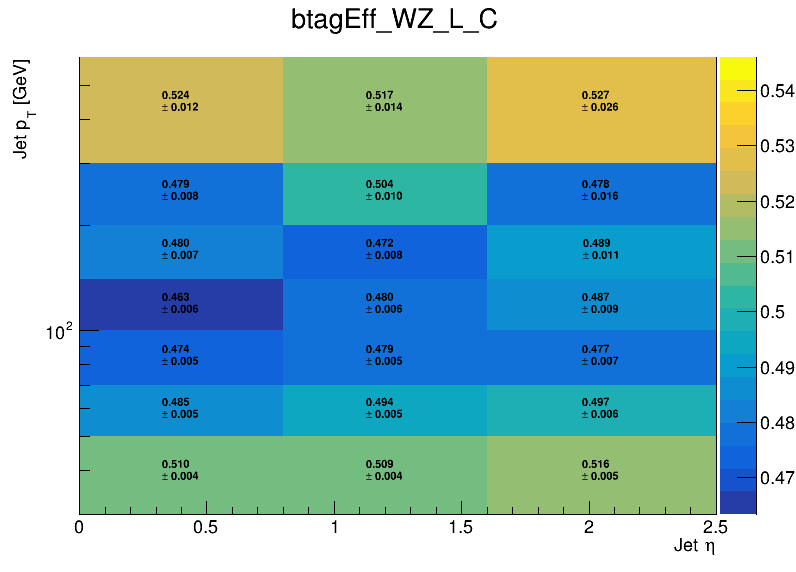 btagEff_WZ_L_C
Jet p_T [GeV]
0.524 0.517 0.527
± 0.012 ± 0.014 ± 0.026
0.479 0.504 0.478
± 0.008 ± 0.010 ± 0.016
0.480 0.472 0.489
± 0.007 ± 0.008 ± 0.011
0.463 0.480 0.487
± 0.006 ± 0.006 ± 0.009
10²
0.474 0.479 0.477
± 0.005 ± 0.005 ± 0.007
0.485 0.494 0.497
± 0.005 ± 0.005 ± 0.006
0.510 0.509 0.516
± 0.004 ± 0.004 ± 0.005
0 0.5 1 1.5 2 2.5
Jet η
0.54
0.53
0.52
0.51
0.5
0.49
0.48
0.47